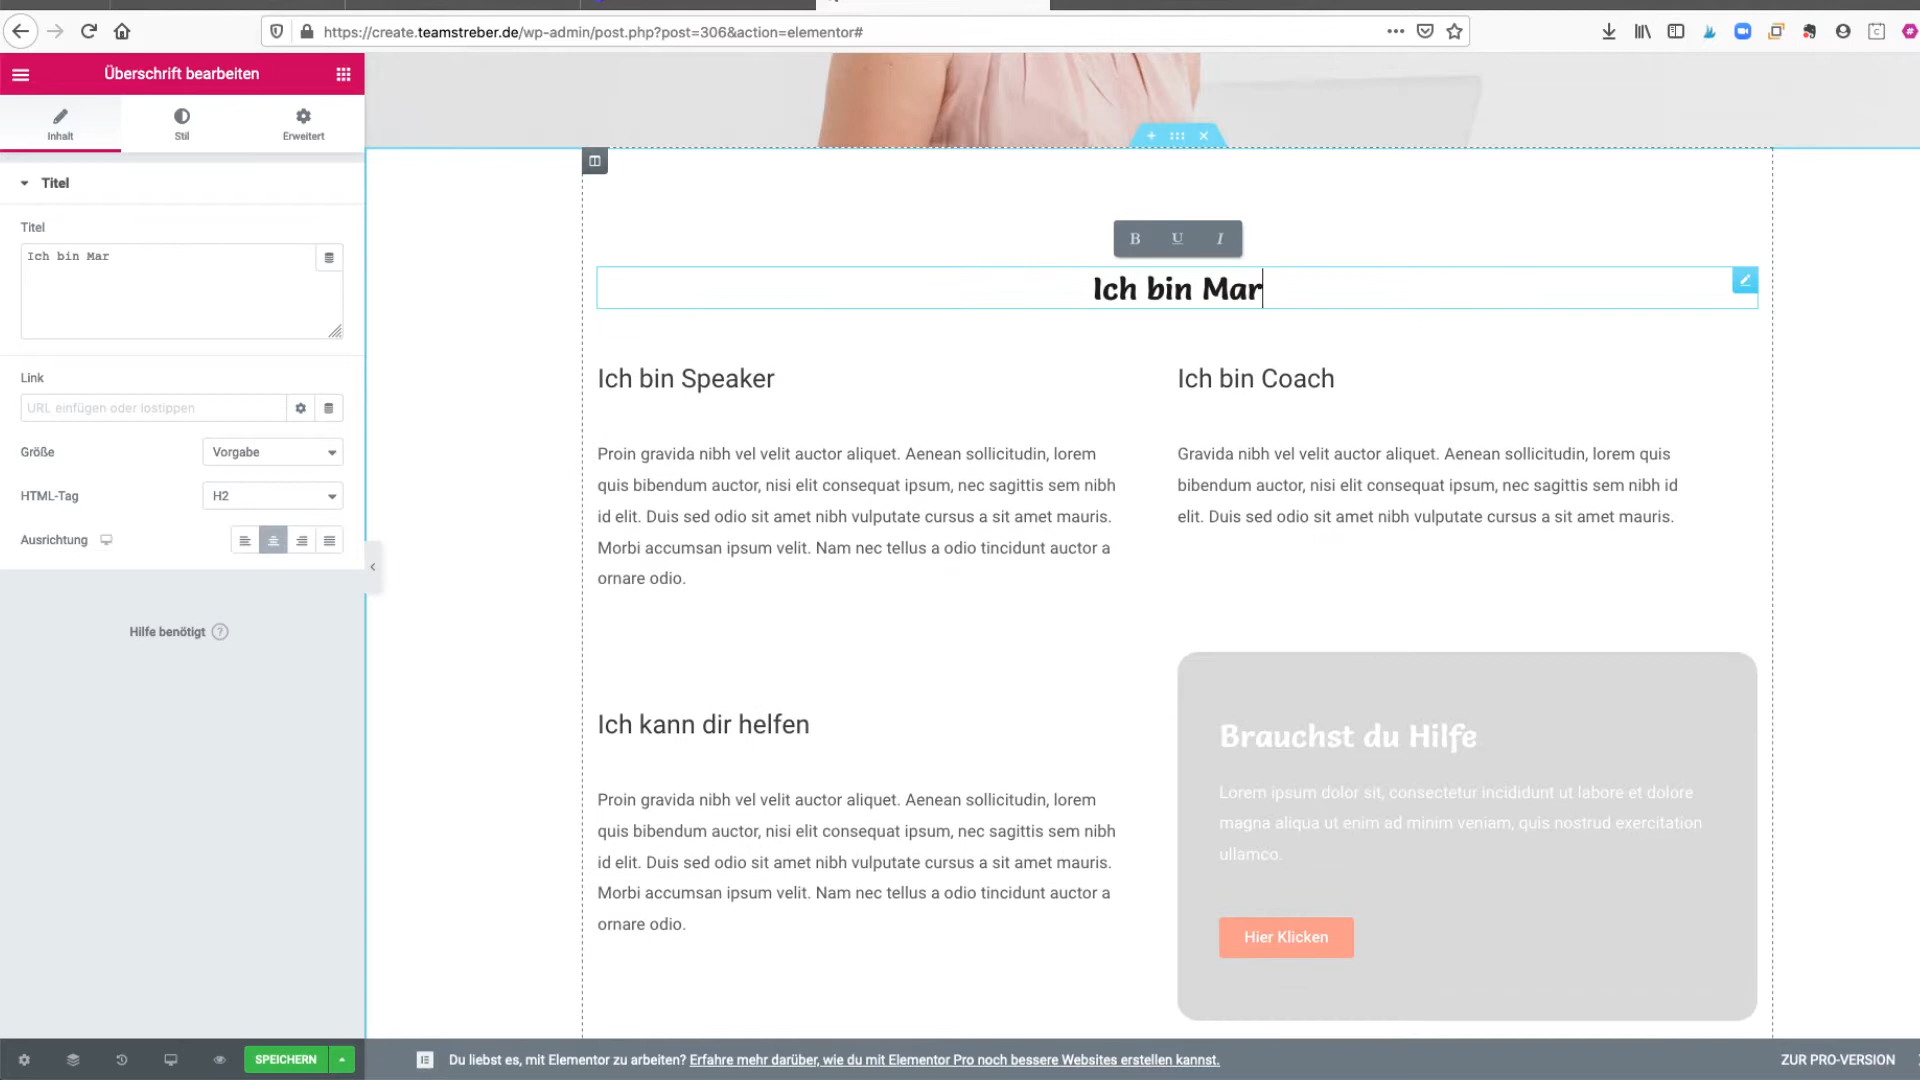 https://create.teamstreber.de/wp-admin/post.php?post=306&action=elementor#
Überschrift bearbeiten
Inhalt
Stil
Erweitert
Titel
Titel
Ich bin Mar
Link
URL einfügen oder lostippen
Größe
Vorgabe
HTML-Tag
H2
Ausrichtung
Hilfe benötigt ?
B U I
Ich bin Mar
Ich bin Speaker
Proin gravida nibh vel velit auctor aliquet. Aenean sollicitudin, lorem
quis bibendum auctor, nisi elit consequat ipsum, nec sagittis sem nibh
id elit. Duis sed odio sit amet nibh vulputate cursus a sit amet mauris.
Morbi accumsan ipsum velit. Nam nec tellus a odio tincidunt auctor a
ornare odio.
Ich bin Coach
Gravida nibh vel velit auctor aliquet. Aenean sollicitudin, lorem quis
bibendum auctor, nisi elit consequat ipsum, nec sagittis sem nibh id
elit. Duis sed odio sit amet nibh vulputate cursus a sit amet mauris.
Ich kann dir helfen
Proin gravida nibh vel velit auctor aliquet. Aenean sollicitudin, lorem
quis bibendum auctor, nisi elit consequat ipsum, nec sagittis sem nibh
id elit. Duis sed odio sit amet nibh vulputate cursus a sit amet mauris.
Morbi accumsan ipsum velit. Nam nec tellus a odio tincidunt auctor a
ornare odio.
Brauchst du Hilfe
Lorem ipsum dolor sit, consectetur incididunt ut labore et dolore
magna aliqua ut enim ad minim veniam, quis nostrud exercitation
ullamco.
Hier Klicken
SPEICHERN
Du liebst es, mit Elementor zu arbeiten? Erfahre mehr darüber, wie du mit Elementor Pro noch bessere Websites erstellen kannst.
ZUR PRO-VERSION